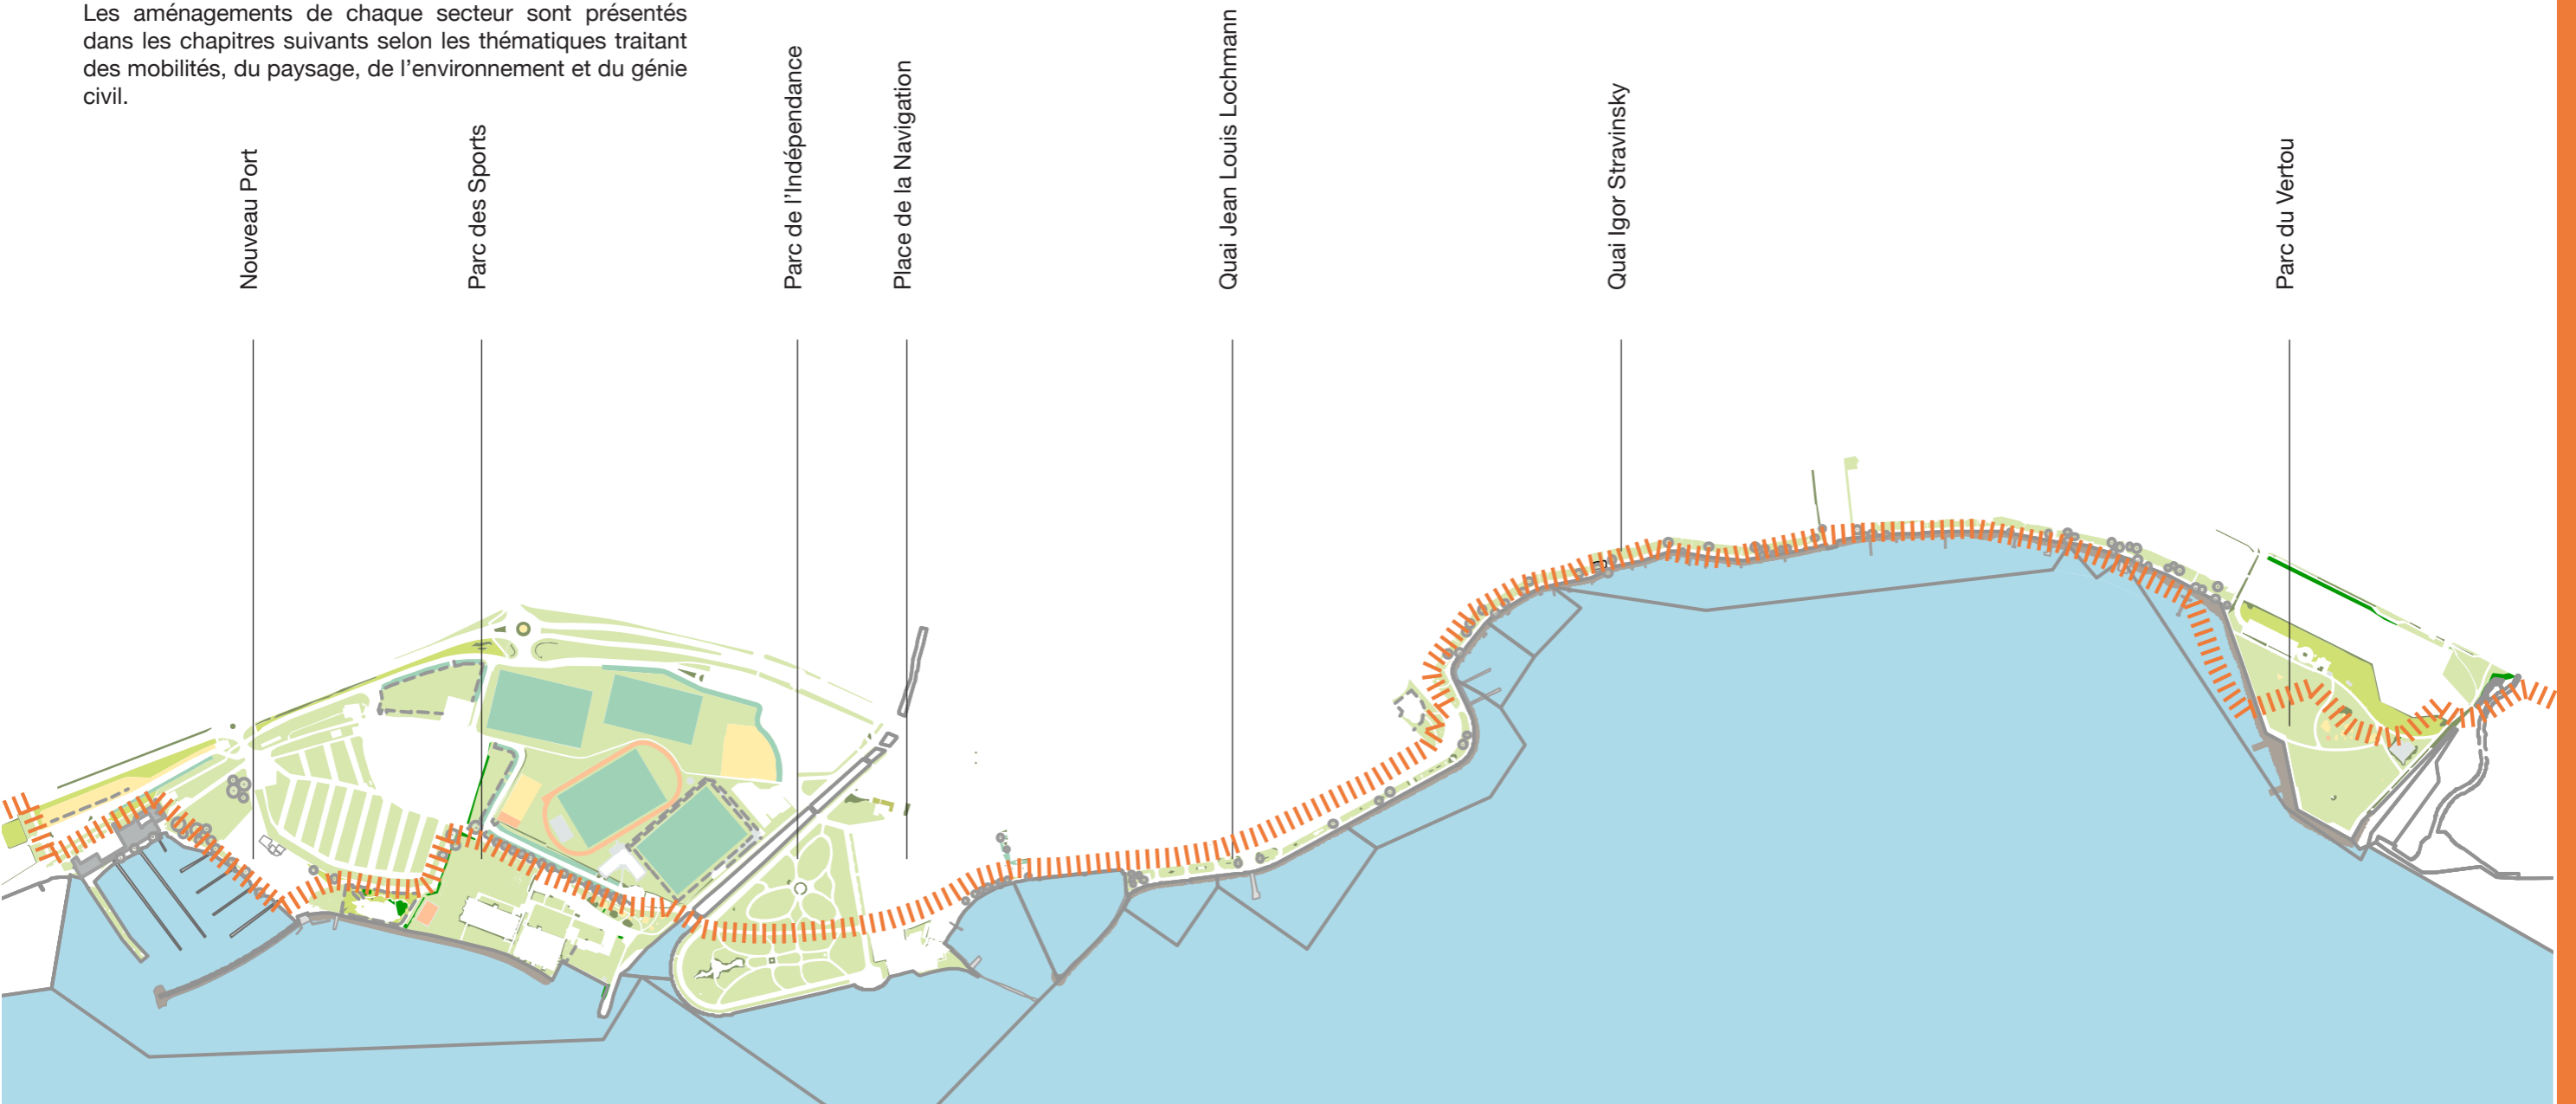 Les aménagements de chaque secteur sont présentés
dans les chapitres suivants selon les thématiques traitant
des mobilités, du paysage, de l'environnement et du génie
civil.
Nouveau Port
Parc des Sports
Parc de l'Indépendance
Place de la Navigation
Quai Jean Louis Lochmann
Quai Igor Stravinsky
Parc du Vertou